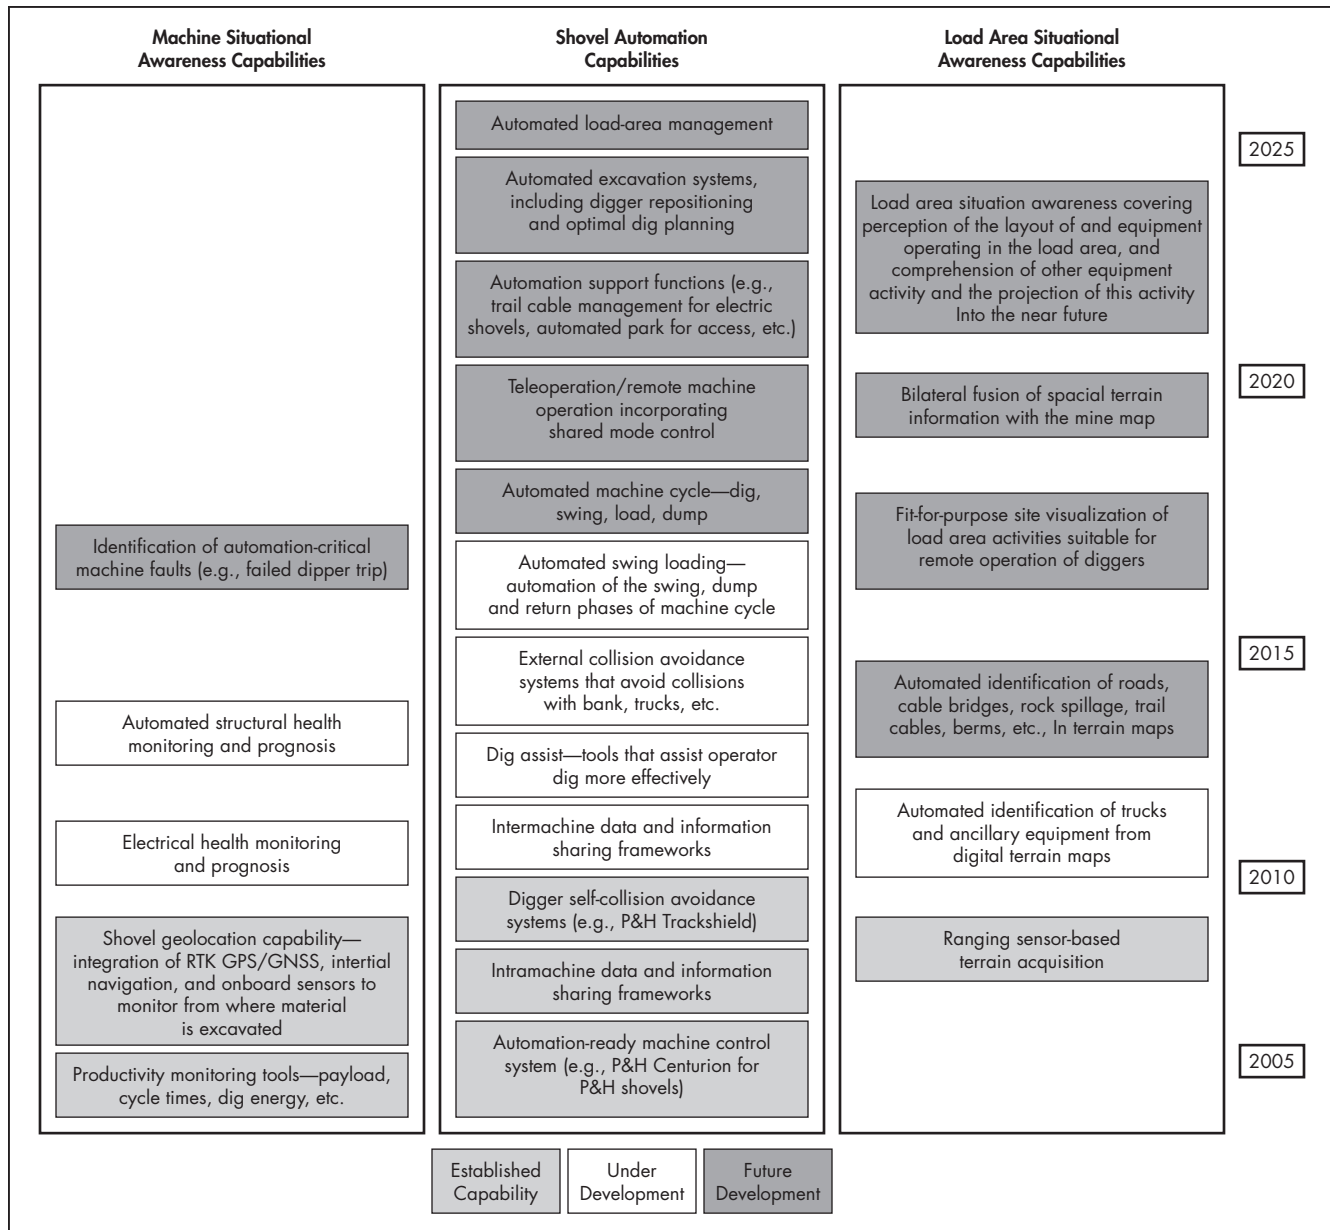 Machine Situational
Awareness Capabilities
Shovel Automation
Capabilities
Load Area Situational
Awareness Capabilities
Identification of automation-critical
machine faults (e.g., failed dipper trip)
Automated structural health
monitoring and prognosis
Electrical health monitoring
and prognosis
Shovel geolocation capability—
integration of RTK GPS/GNSS, intertial
navigation, and onboard sensors to
monitor from where material
is excavated
Productivity monitoring tools—payload,
cycle times, dig energy, etc.
Automated load-area management
Automated excavation systems,
including digger repositioning
and optimal dig planning
Automation support functions (e.g.,
trail cable management for electric
shovels, automated park for access, etc.)
Teleoperation/remote machine
operation incorporating
shared mode control
Automated machine cycle—dig,
swing, load, dump
Automated swing loading—
automation of the swing, dump
and return phases of machine cycle
External collision avoidance
systems that avoid collisions
with bank, trucks, etc.
Dig assist—tools that assist operator
dig more effectively
Intermachine data and information
sharing frameworks
Digger self-collision avoidance
systems (e.g., P&H Trackshield)
Intramachine data and information
sharing frameworks
Automation-ready machine control
system (e.g., P&H Centurion for
P&H shovels)
Load area situation awareness covering
perception of the layout of and equipment
operating in the load area, and
comprehension of other equipment
activity and the projection of this activity
Into the near future
Bilateral fusion of spacial terrain
information with the mine map
Fit-for-purpose site visualization of
load area activities suitable for
remote operation of diggers
Automated identification of roads,
cable bridges, rock spillage, trail
cables, berms, etc., In terrain maps
Automated identification of trucks
and ancillary equipment from
digital terrain maps
Ranging sensor-based
terrain acquisition
2025
2020
2015
2010
2005
Established
Capability
Under
Development
Future
Development